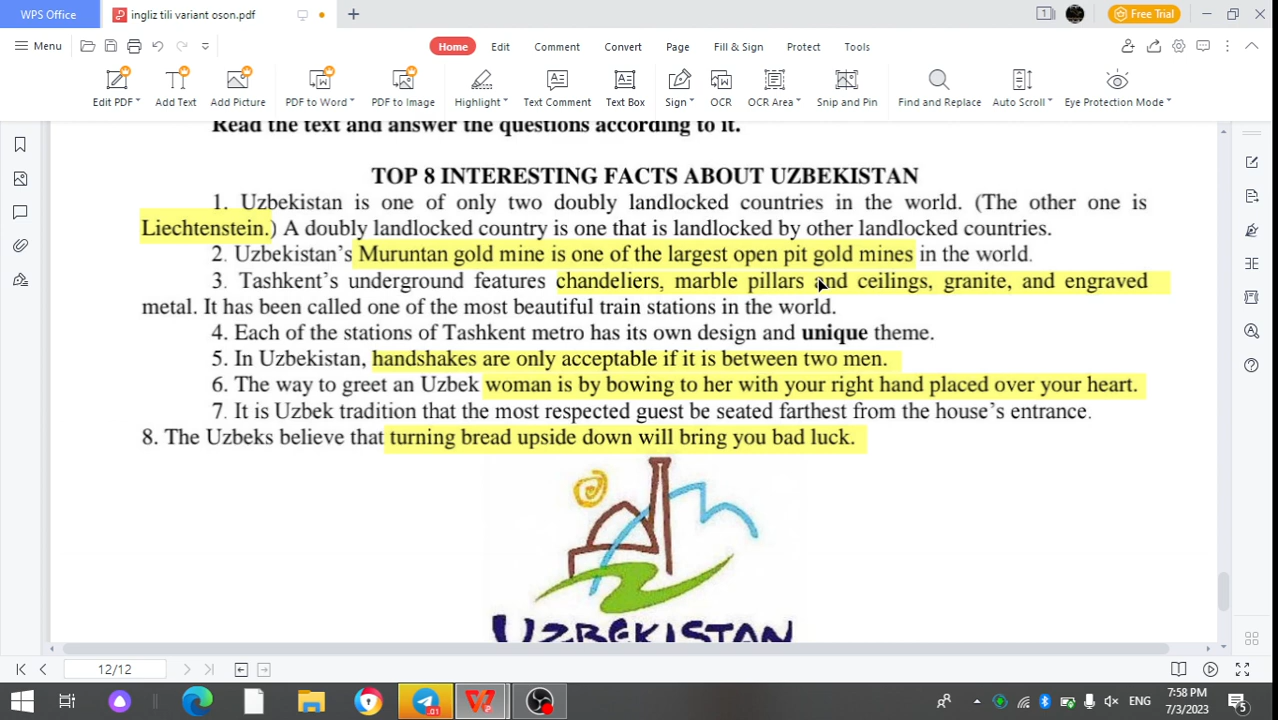 WPS Office
ingliz tili variant oson.pdf
1
Free Trial
Menu
Home
Edit
Comment
Convert
Page
Fill & Sign
Protect
Tools
Edit PDF
Add Text
Add Picture
PDF to Word
PDF to Image
Highlight
Text Comment
Text Box
Sign
OCR
OCR Area
Snip and Pin
Find and Replace
Auto Scroll
Eye Protection Mode
Read the text and answer the questions according to it.
TOP 8 INTERESTING FACTS ABOUT UZBEKISTAN
1. Uzbekistan is one of only two doubly landlocked countries in the world. (The other one is
Liechtenstein.) A doubly landlocked country is one that is landlocked by other landlocked countries.
2. Uzbekistan's Muruntan gold mine is one of the largest open pit gold mines in the world.
3. Tashkent's underground features chandeliers, marble pillars and ceilings, granite, and engraved
metal. It has been called one of the most beautiful train stations in the world.
4. Each of the stations of Tashkent metro has its own design and unique theme.
5. In Uzbekistan, handshakes are only acceptable if it is between two men.
6. The way to greet an Uzbek woman is by bowing to her with your right hand placed over your heart.
7. It is Uzbek tradition that the most respected guest be seated farthest from the house's entrance.
8. The Uzbeks believe that turning bread upside down will bring you bad luck.
UZBEKISTAN
12/12
01
ENG
7:58 PM
7/3/2023
5